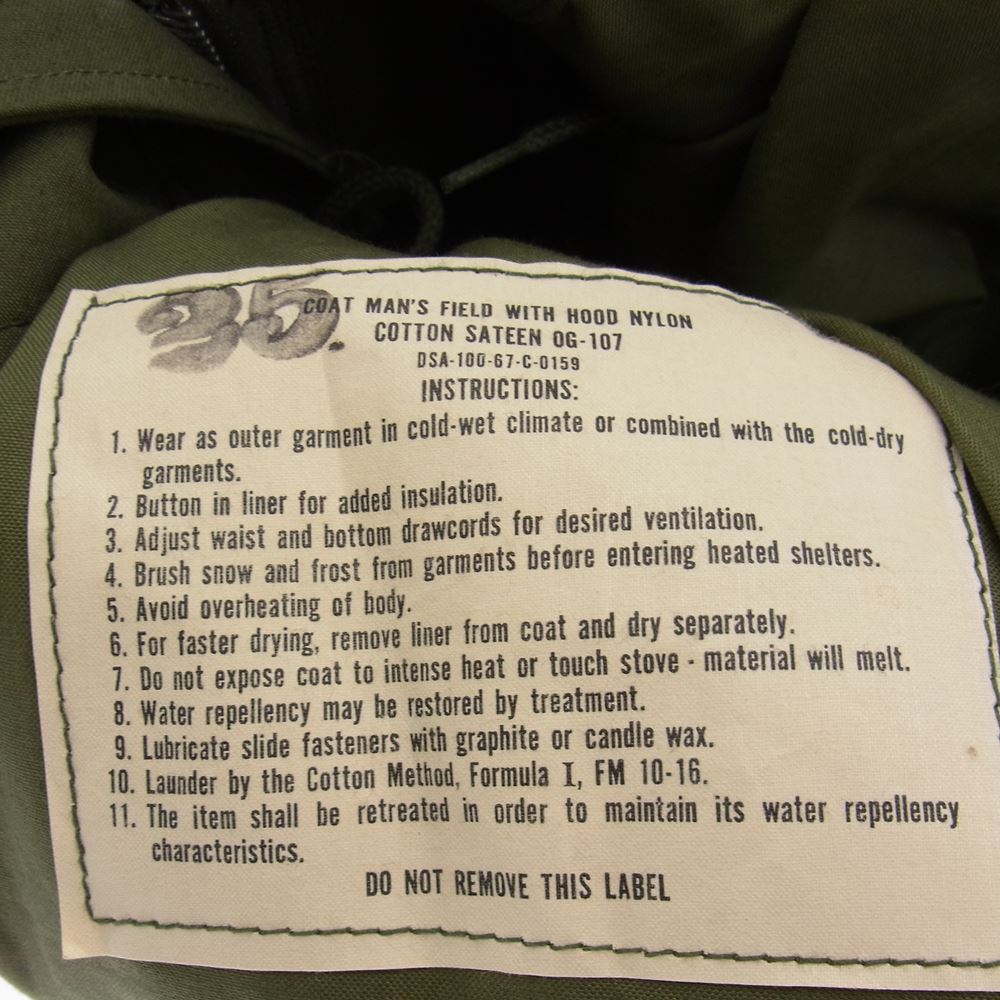 25.
COAT MAN'S FIELD WITH HOOD NYLON
COTTON SATEEN OG-107
DSA-100-67-C-0159
INSTRUCTIONS:
1. Wear as outer garment in cold-wet climate or combined with the cold-dry
garments.
2. Button in liner for added insulation.
3. Adjust waist and bottom drawcords for desired ventilation.
4. Brush snow and frost from garments before entering heated shelters.
5. Avoid overheating of body.
6. For faster drying, remove liner from coat and dry separately.
7. Do not expose coat to intense heat or touch stove - material will melt.
8. Water repellency may be restored by treatment.
9. Lubricate slide fasteners with graphite or candle wax.
10. Launder by the Cotton Method, Formula I, FM 10-16.
11. The item shall be retreated in order to maintain its water repellency
characteristics.
DO NOT REMOVE THIS LABEL